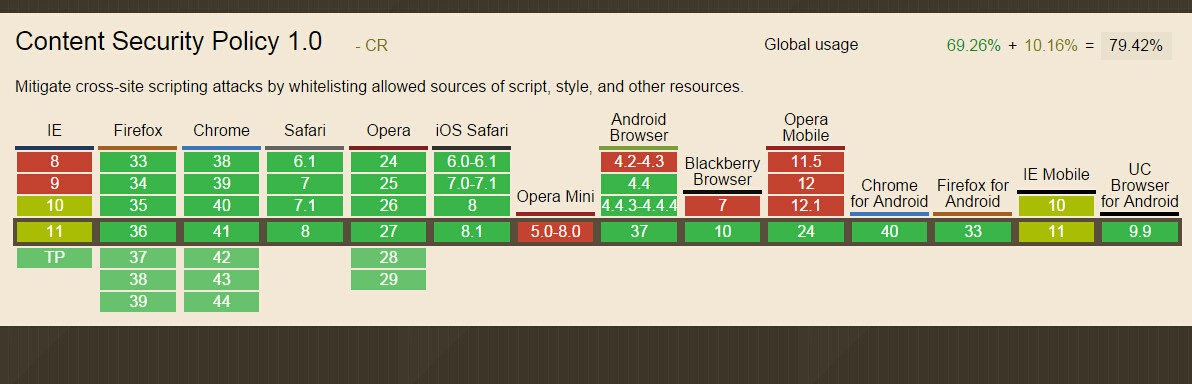 Content Security Policy 1.0 - CR Global usage 69.26% + 10.16% = 79.42%
Mitigate cross-site scripting attacks by whitelisting allowed sources of script, style, and other resources.
IE Firefox Chrome Safari Opera iOS Safari Android Browser Opera Mobile
8 33 38 6.1 24 6.0-6.1 4.2-4.3 11.5
9 34 39 7 25 7.0-7.1 Opera Mini 4.4 Blackberry Browser 12 Chrome for Android Firefox for Android IE Mobile UC Browser for Android
10 35 40 7.1 26 8 4.4.3-4.4.4 7 12.1 10
11 36 41 8 27 8.1 5.0-8.0 37 10 24 40 33 11 9.9
TP 37 42 28
38 43 29
39 44